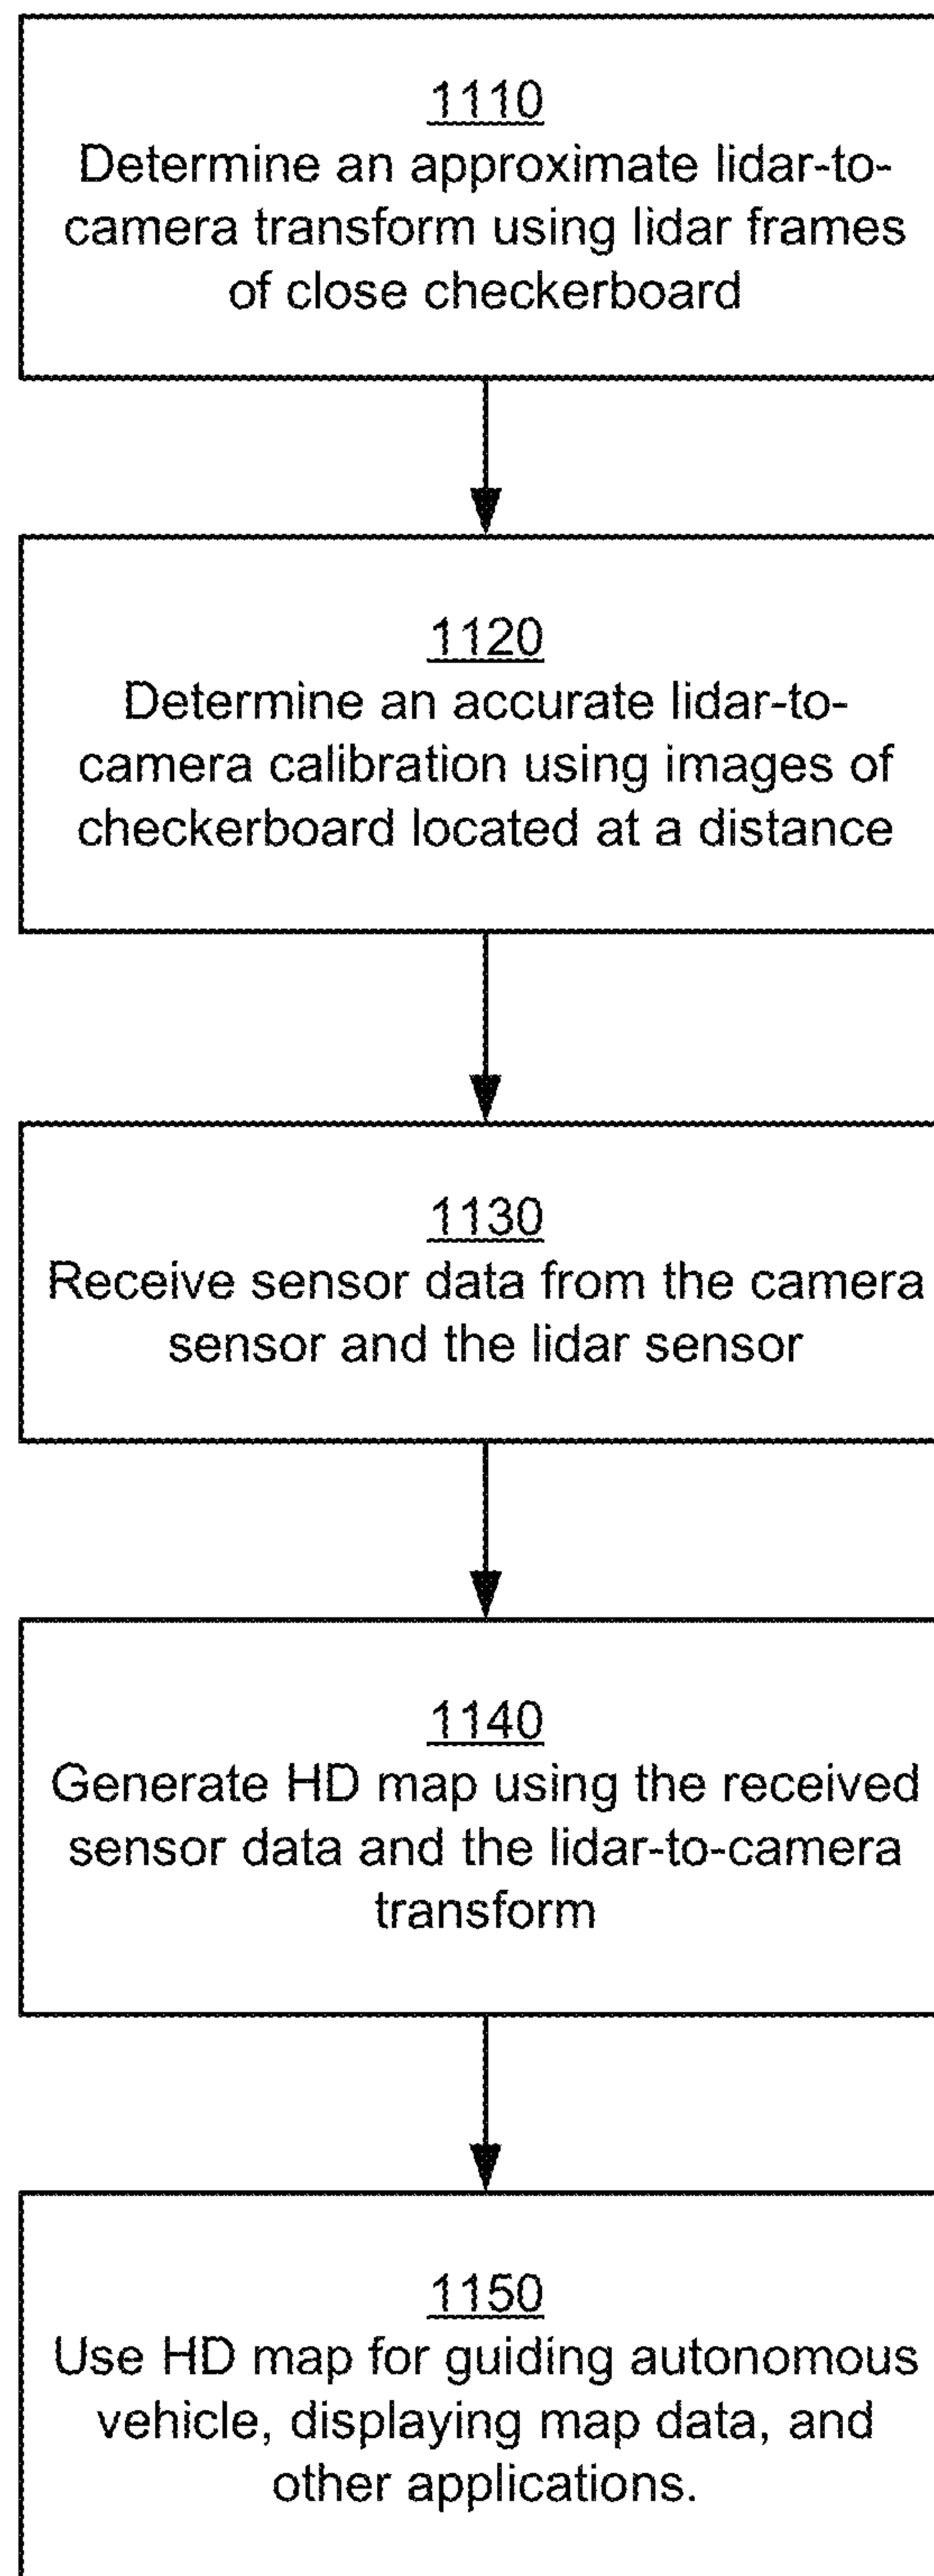 1110
Determine an approximate lidar-to-
camera transform using lidar frames
of close checkerboard
1120
Determine an accurate lidar-to-
camera calibration using images of
checkerboard located at a distance
1130
Receive sensor data from the camera
sensor and the lidar sensor
1140
Generate HD map using the received
sensor data and the lidar-to-camera
transform
1150
Use HD map for guiding autonomous
vehicle, displaying map data, and
other applications.